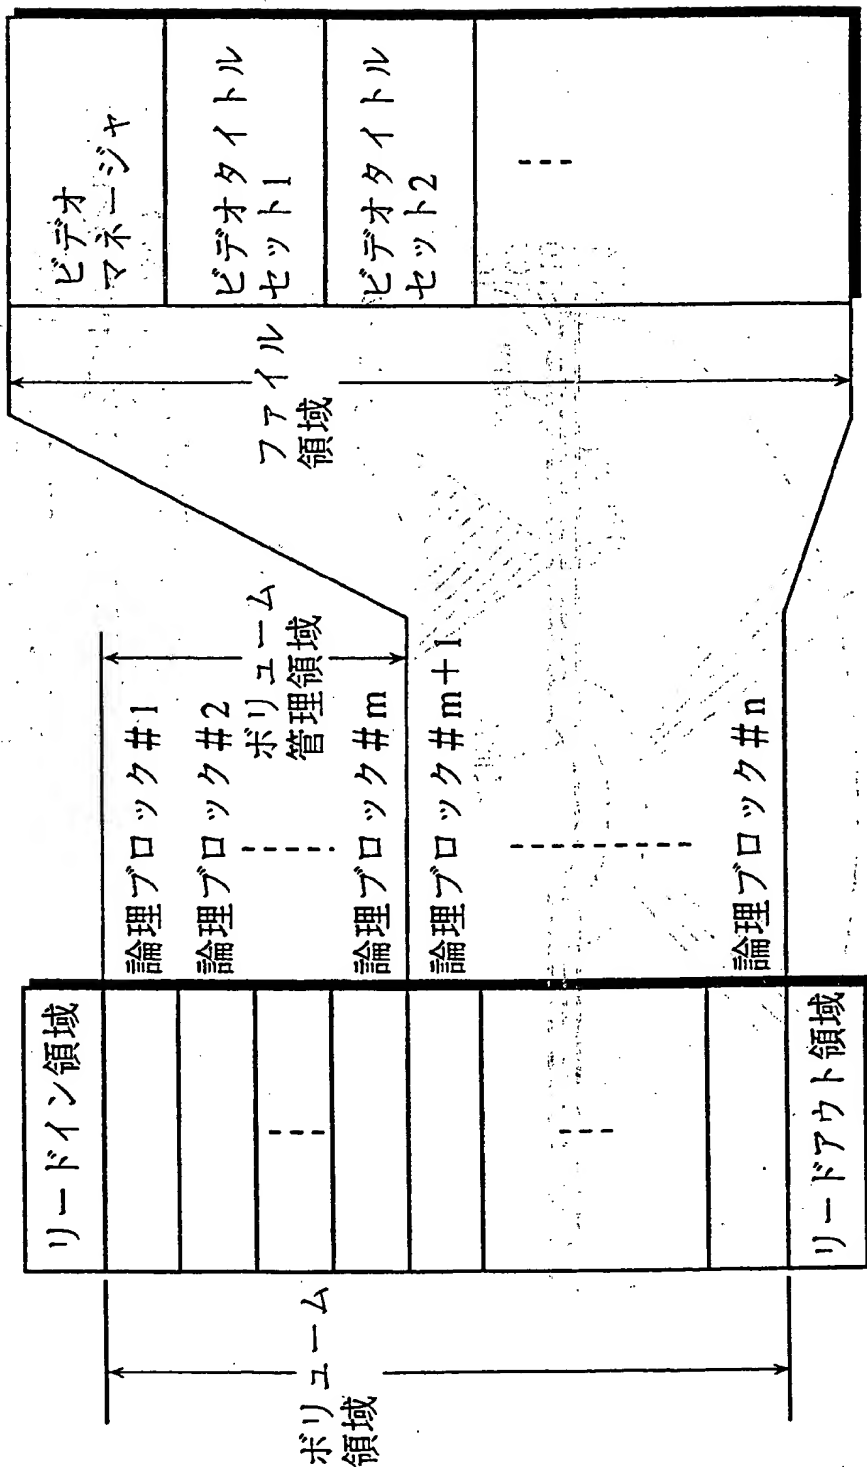 ボリューム
領域
リードイン領域
リードアウト領域
論理ブロック#1
論理ブロック#2
論理ブロック#m
論理ブロック#m+1
論理ブロック#n
ボリューム
管理領域
ファイル
領域
ビデオ
マネージャ
ビデオタイトル
セット1
ビデオタイトル
セット2